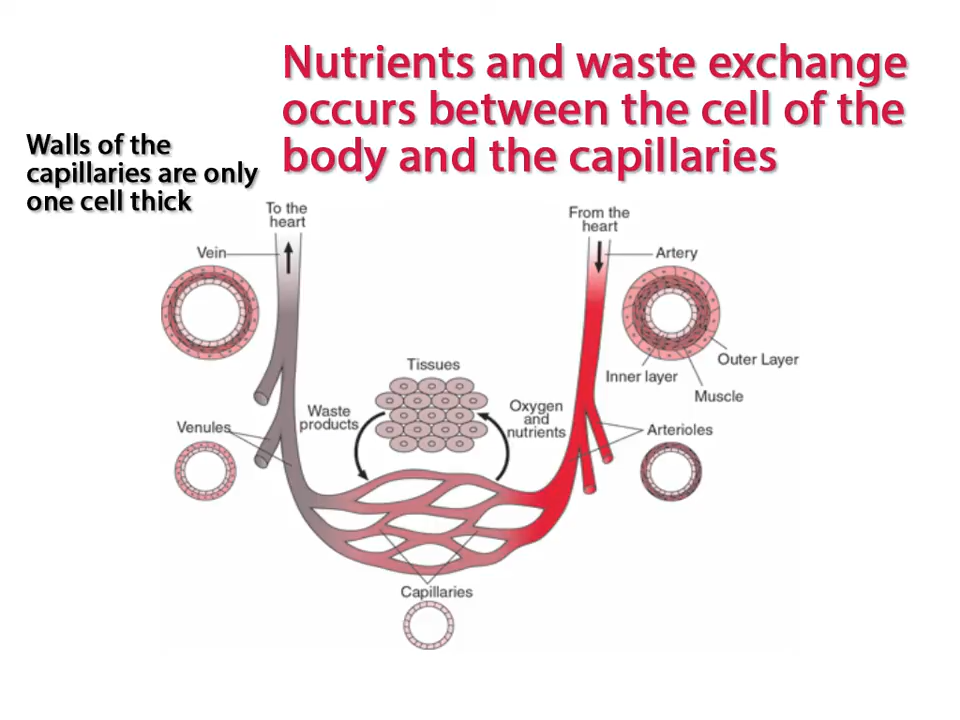 Nutrients and waste exchange
occurs between the cell of the
body and the capillaries
Walls of the
capillaries are only
one cell thick
To the
heart
From the
heart
Vein
Artery
Outer Layer
Inner layer
Muscle
Tissues
Waste
products
Oxygen
and
nutrients
Venules
Arterioles
Capillaries